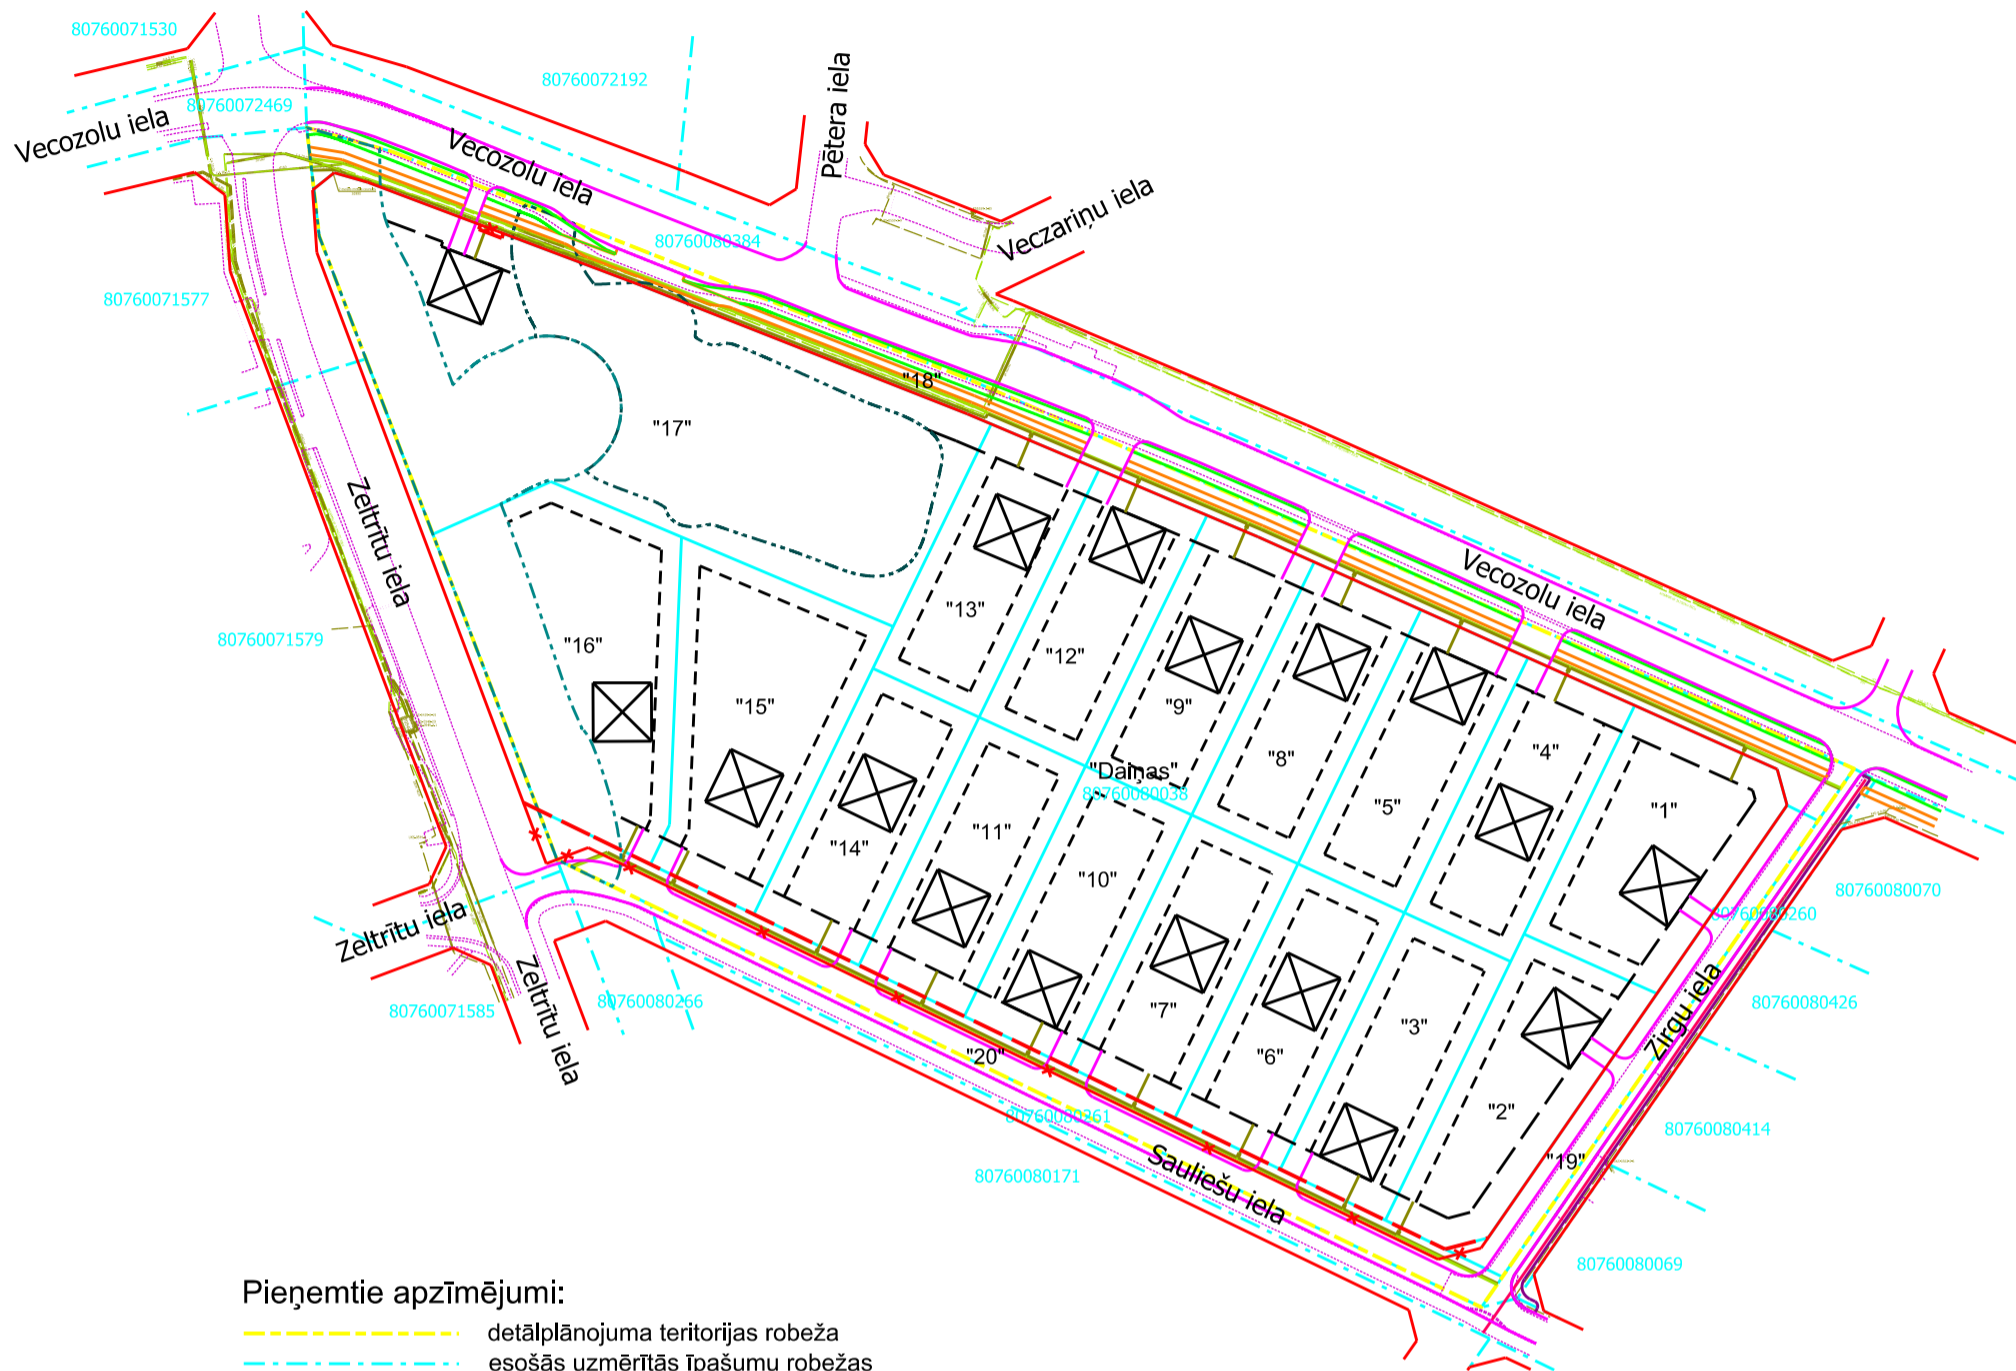 80760071530
80760072192
Pētera iela
80760072469
Vecozolu iela
Vecozolu iela
Veczariņu iela
80760080384
80760071577
"18"
"17"
Zeltrītu iela
Vecozolu iela
"13"
80760071579
"16"
"12"
"15"
"9"
"8"
"4"
"Daiņas"
80760080038
"5"
"1"
"11"
"14"
"10"
80760080070
80760080260
Zeltrītu iela
80760071585
Zeltrītu iela
80760080266
"7"
"3"
80760080426
Zirgu iela
"20"
"6"
80760080261
"2"
80760080414
80760080171
Sauliešu iela
"19"
80760080069
Pieņemtie apzīmējumi:
detālplānojuma teritorijas robeža
esošās uzmērītās īpašumu robežas